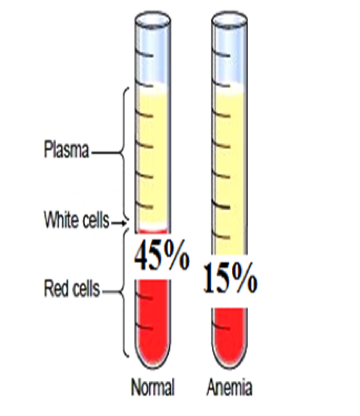 Plasma
White cells
45%
15%
Red cells
Normal
Anemia